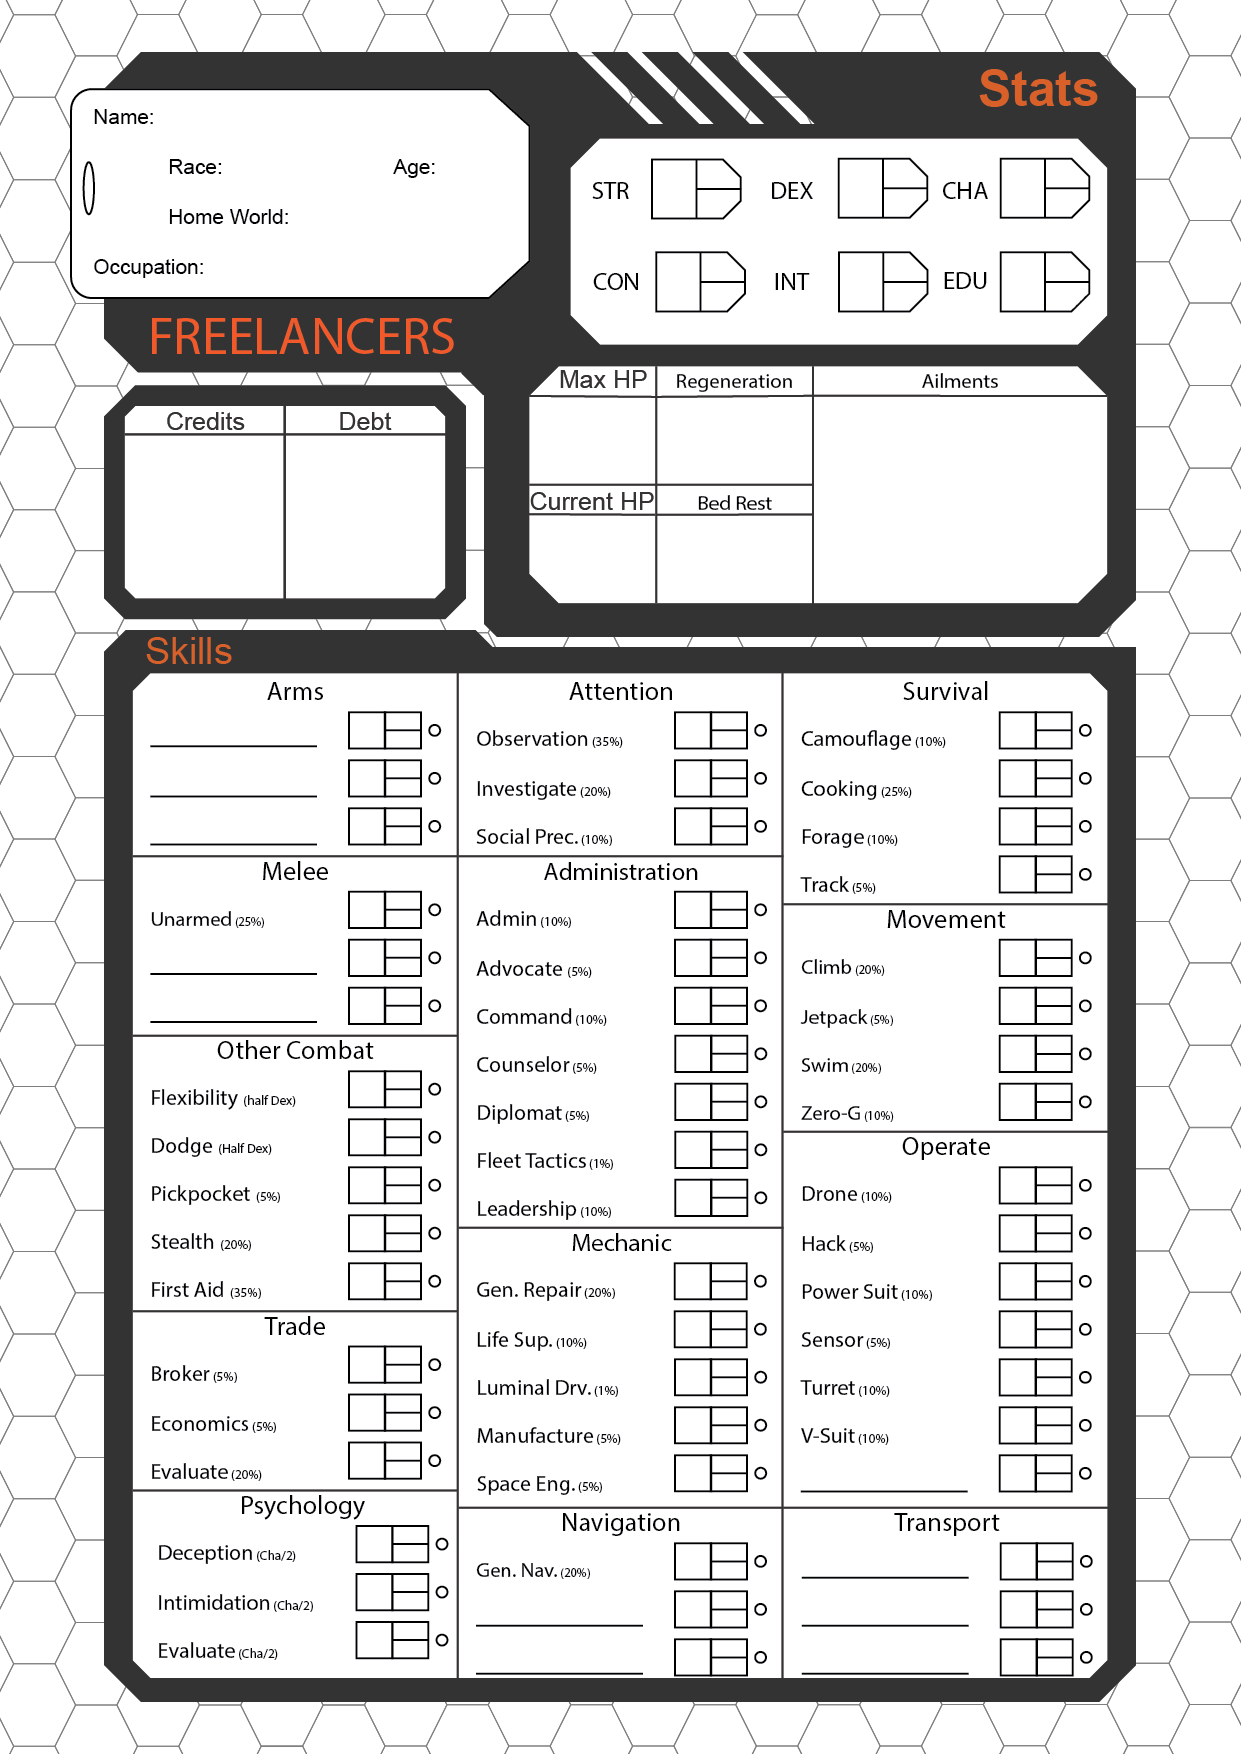 Stats
Name:
Race: Age:
Home World:
Occupation:
STR DEX CHA
CON INT EDU
FREELANCERS
Max HP Regeneration Ailments
Current HP Bed Rest
Credits Debt
Skills
Arms
Melee
Unarmed (25%)
Other Combat
Flexibility (half Dex)
Dodge (Half Dex)
Pickpocket (5%)
Stealth (20%)
First Aid (35%)
Trade
Broker (5%)
Economics (5%)
Evaluate (20%)
Psychology
Deception (Cha/2)
Intimidation (Cha/2)
Evaluate (Cha/2)
Attention
Observation (35%)
Investigate (20%)
Social Prec. (10%)
Administration
Admin (10%)
Advocate (5%)
Command (10%)
Counselor (5%)
Diplomat (5%)
Fleet Tactics (1%)
Leadership (10%)
Mechanic
Gen. Repair (20%)
Life Sup. (10%)
Luminal Drv. (1%)
Manufacture (5%)
Space Eng. (5%)
Navigation
Gen. Nav. (20%)
Survival
Camouflage (10%)
Cooking (25%)
Forage (10%)
Track (5%)
Movement
Climb (20%)
Jetpack (5%)
Swim (20%)
Zero-G (10%)
Operate
Drone (10%)
Hack (5%)
Power Suit (10%)
Sensor (5%)
Turret (10%)
V-Suit (10%)
Transport